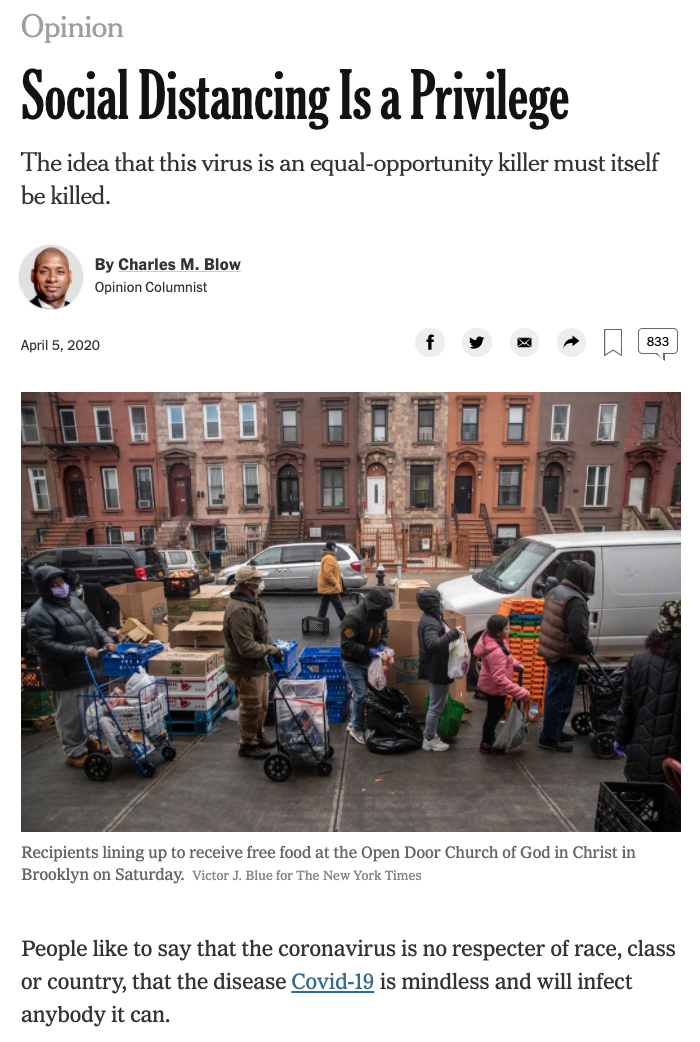 Opinion
Social Distancing Is a Privilege
The idea that this virus is an equal-opportunity killer must itself
be killed.
By Charles M. Blow
Opinion Columnist
April 5, 2020
833
Recipients lining up to receive free food at the Open Door Church of God in Christ in
Brooklyn on Saturday. Victor J. Blue for The New York Times
People like to say that the coronavirus is no respecter of race, class
or country, that the disease Covid-19 is mindless and will infect
anybody it can.